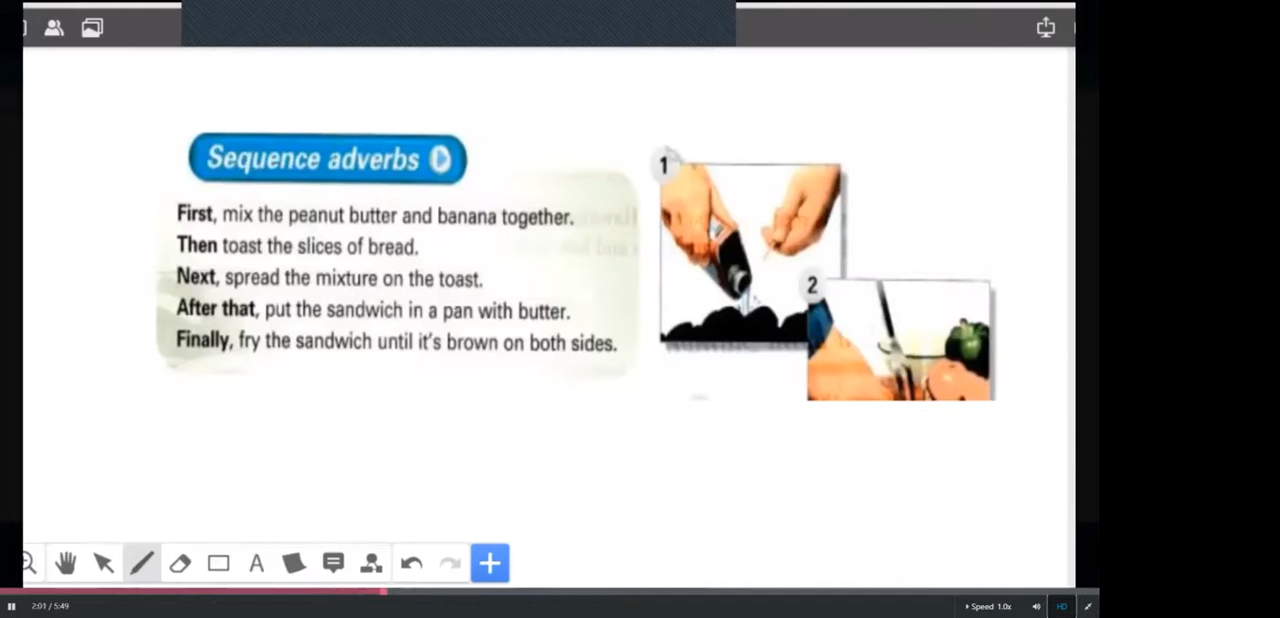 Sequence adverbs
First, mix the peanut butter and banana together.
Then toast the slices of bread.
Next, spread the mixture on the toast.
After that, put the sandwich in a pan with butter.
Finally, fry the sandwich until it's brown on both sides.
1
2
A
2:01 / 5:49
Speed 1.0x
HD